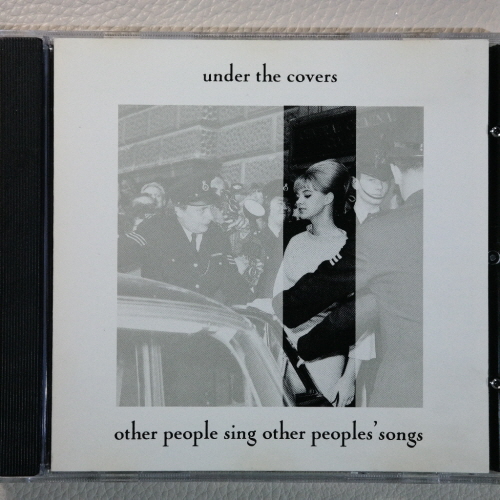 under the covers
other people sing other peoples' songs